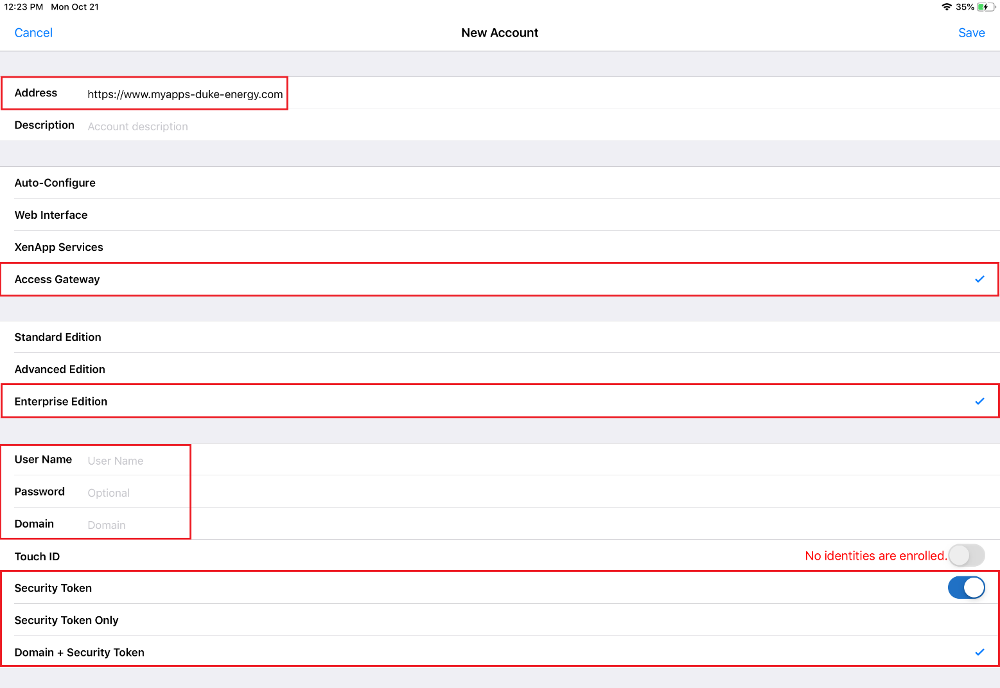 12:23 PM Mon Oct 21 35%
Cancel New Account Save
Address https://www.myapps-duke-energy.com
Description Account description
Auto-Configure
Web Interface
XenApp Services
Access Gateway
Standard Edition
Advanced Edition
Enterprise Edition
User Name User Name
Password Optional
Domain Domain
Touch ID No identities are enrolled.
Security Token
Security Token Only
Domain + Security Token